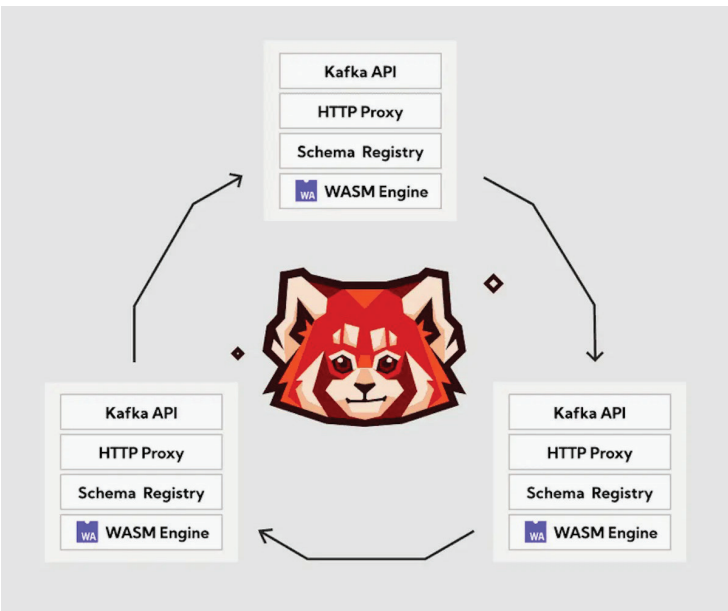 Kafka API
HTTP Proxy
Schema Registry
WA WASM Engine
Kafka API
HTTP Proxy
Schema Registry
WA WASM Engine
Kafka API
HTTP Proxy
Schema Registry
WA WASM Engine